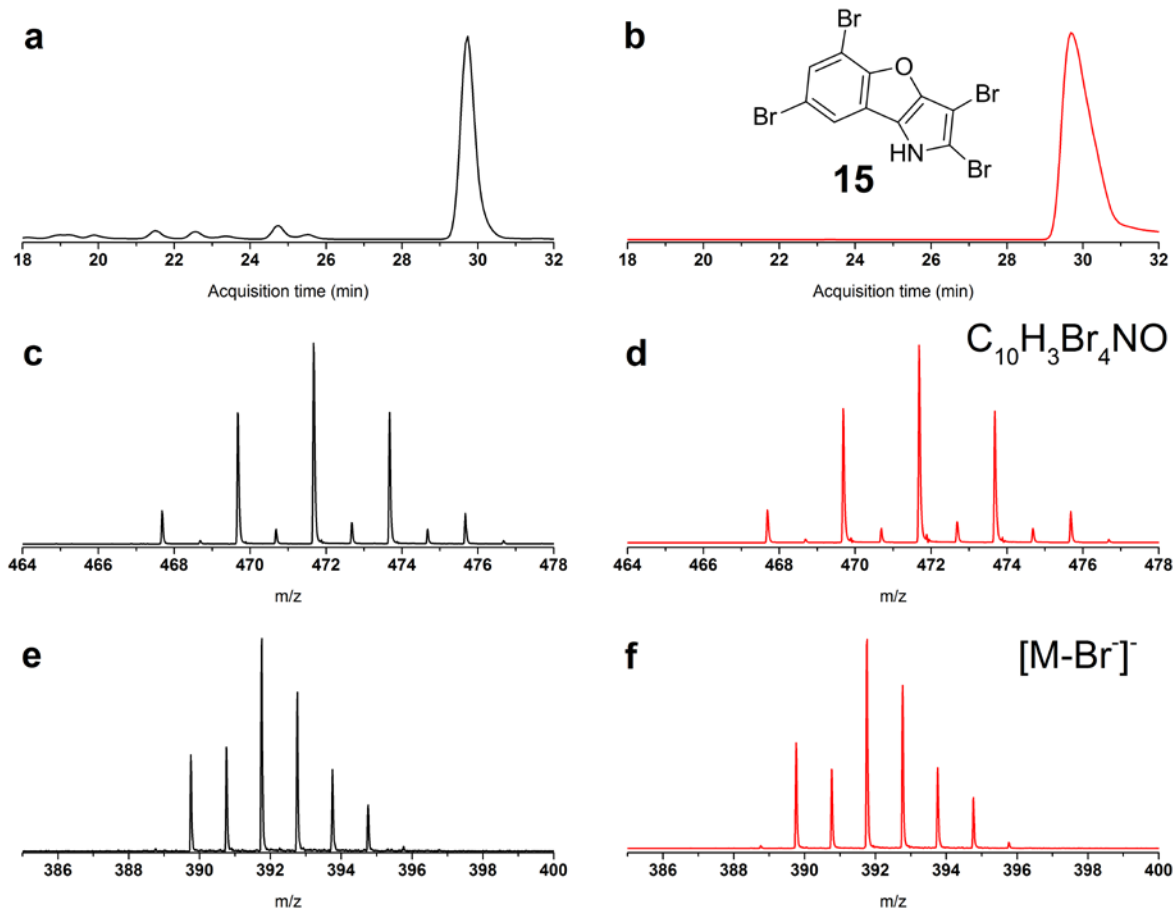 a
18 20 22 24 26 28 30 32
Acquisition time (min)
b
Br
O
Br
Br
HN
Br
15
18 20 22 24 26 28 30 32
Acquisition time (min)
c
464 466 468 470 472 474 476 478
m/z
d
C₁₀H₃Br₄NO
464 466 468 470 472 474 476 478
m/z
e
386 388 390 392 394 396 398 400
m/z
f
[M-Br⁻]⁻
386 388 390 392 394 396 398 400
m/z